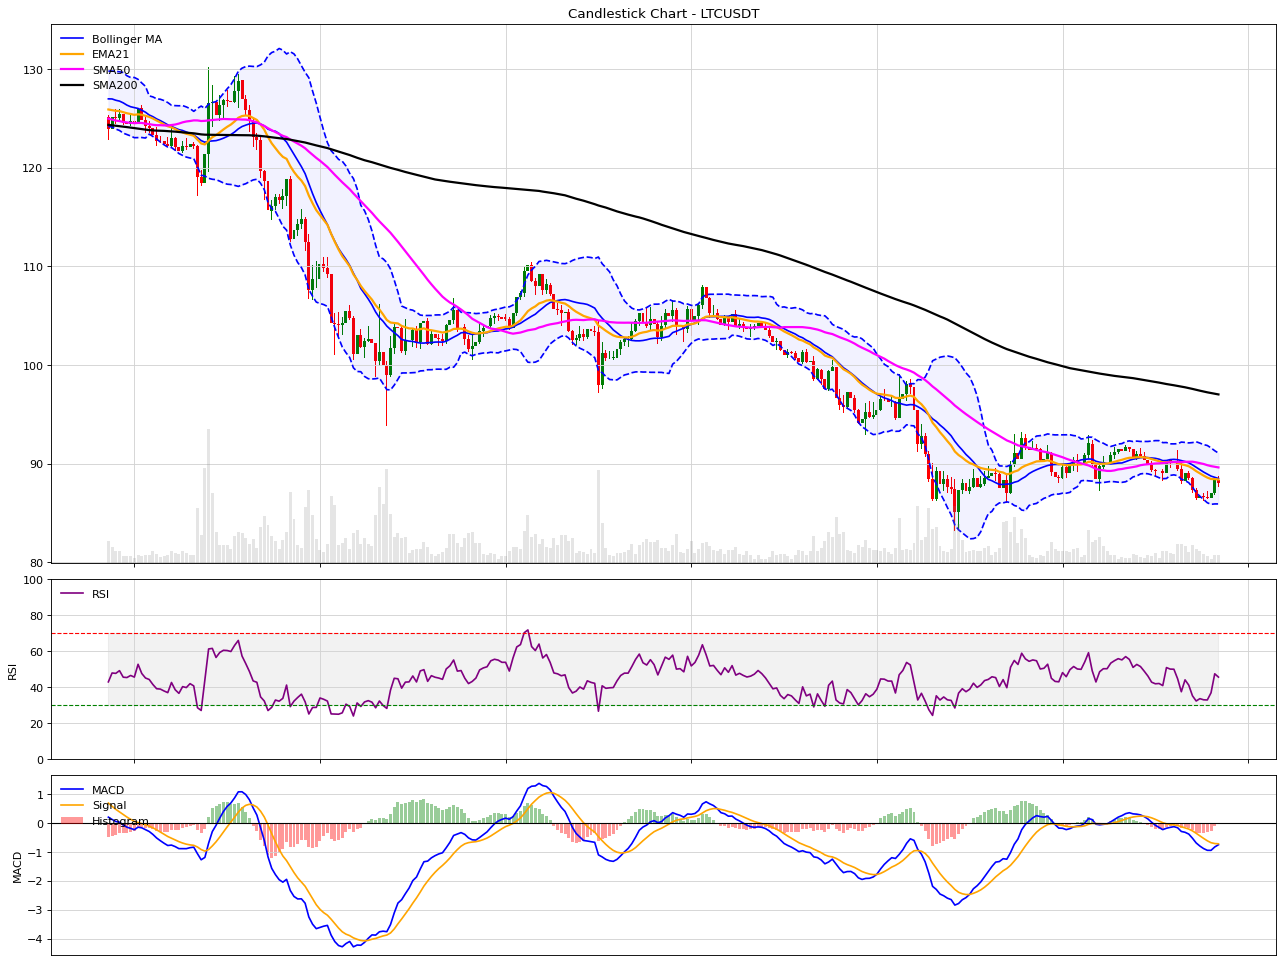 Candlestick Chart - LTCUSDT
Bollinger MA
EMA21
SMA50
SMA200
130
120
110
100
90
80
RSI
100
80
60
40
20
0
RSI
MACD
Signal
Histogram
1
0
−1
−2
−3
−4
MACD